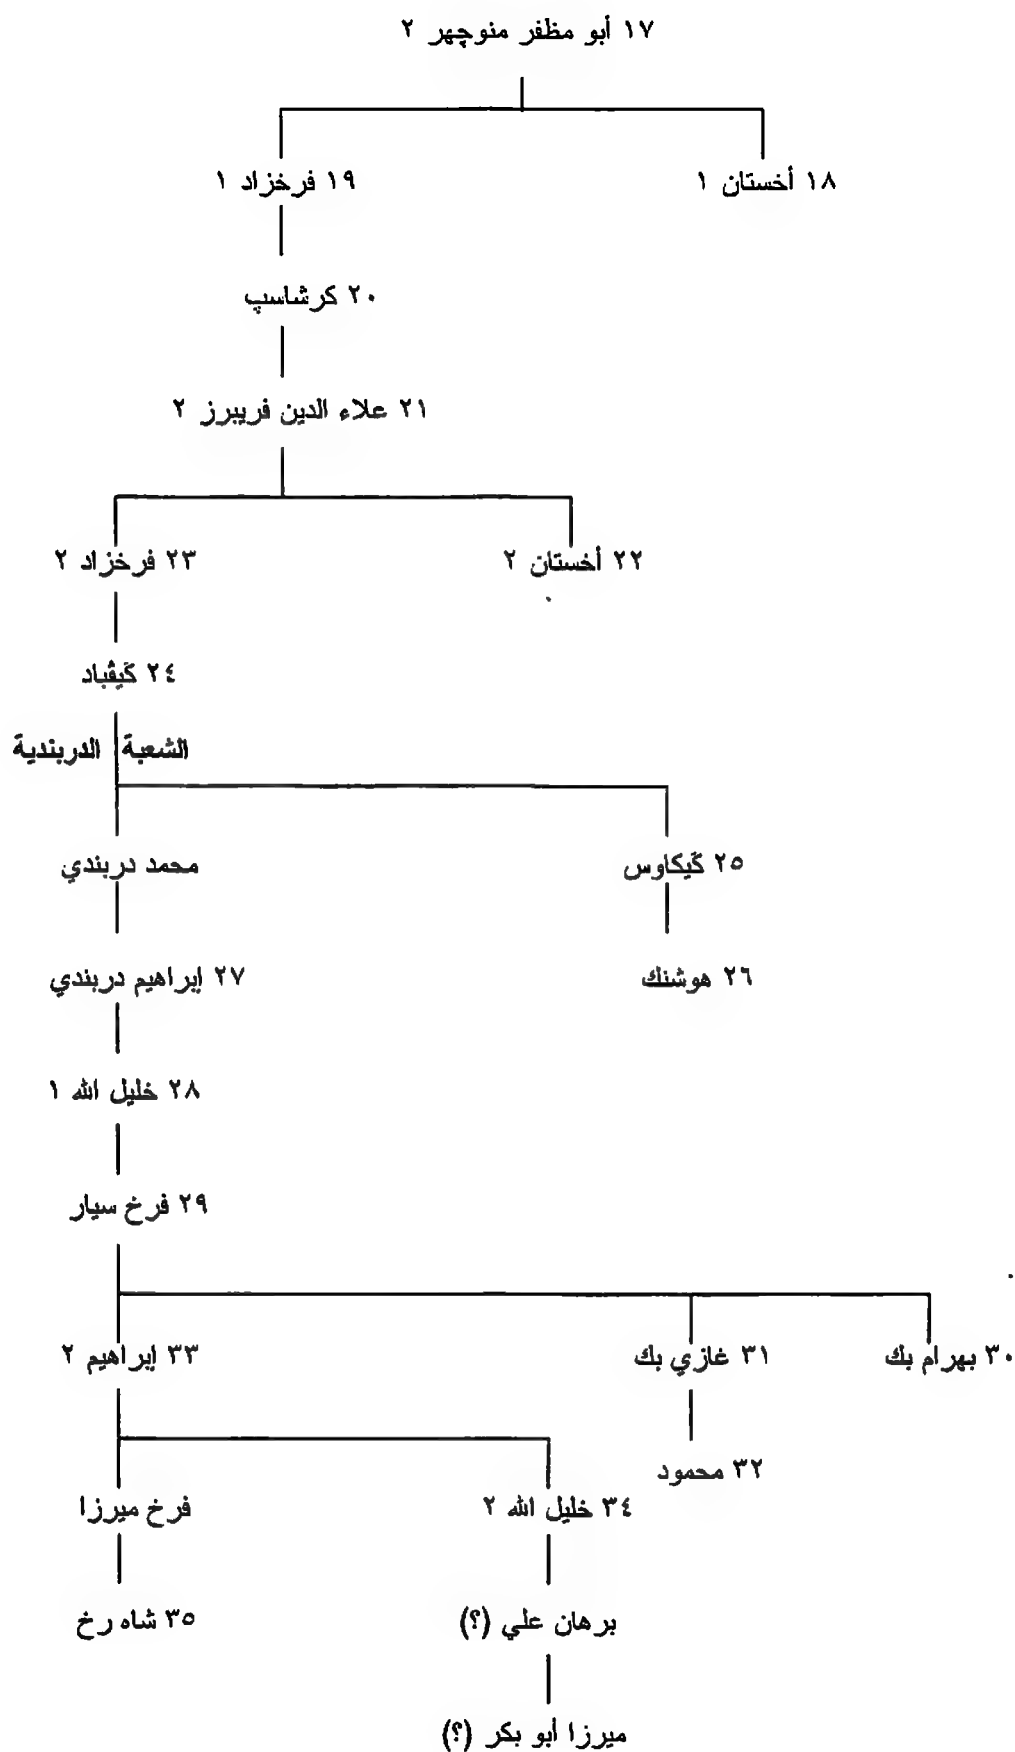 ١٧ أبو مظفر منوچهر ٢
١٨ أخستان ١
١٩ فرخزاد ١
٢٠ كرشاسپ
٢١ علاء الدين فريبرز ٢
٢٢ أخستان ٢
٢٣ فرخزاد ٢
٢٤ كَيقباد
الشعبة الدربندية
٢٥ كَيكاوس
محمد دربندي
٢٦ هوشنك
٢٧ إبراهيم دربندي
٢٨ خليل الله ١
٢٩ فرخ سيار
٣٠ بهرام بك
٣١ غازي بك
٣٣ إبراهيم ٢
٣٢ محمود
٣٤ خليل الله ٢
فرخ ميرزا
برهان علي (؟)
٣٥ شاه رخ
ميرزا أبو بكر (؟)